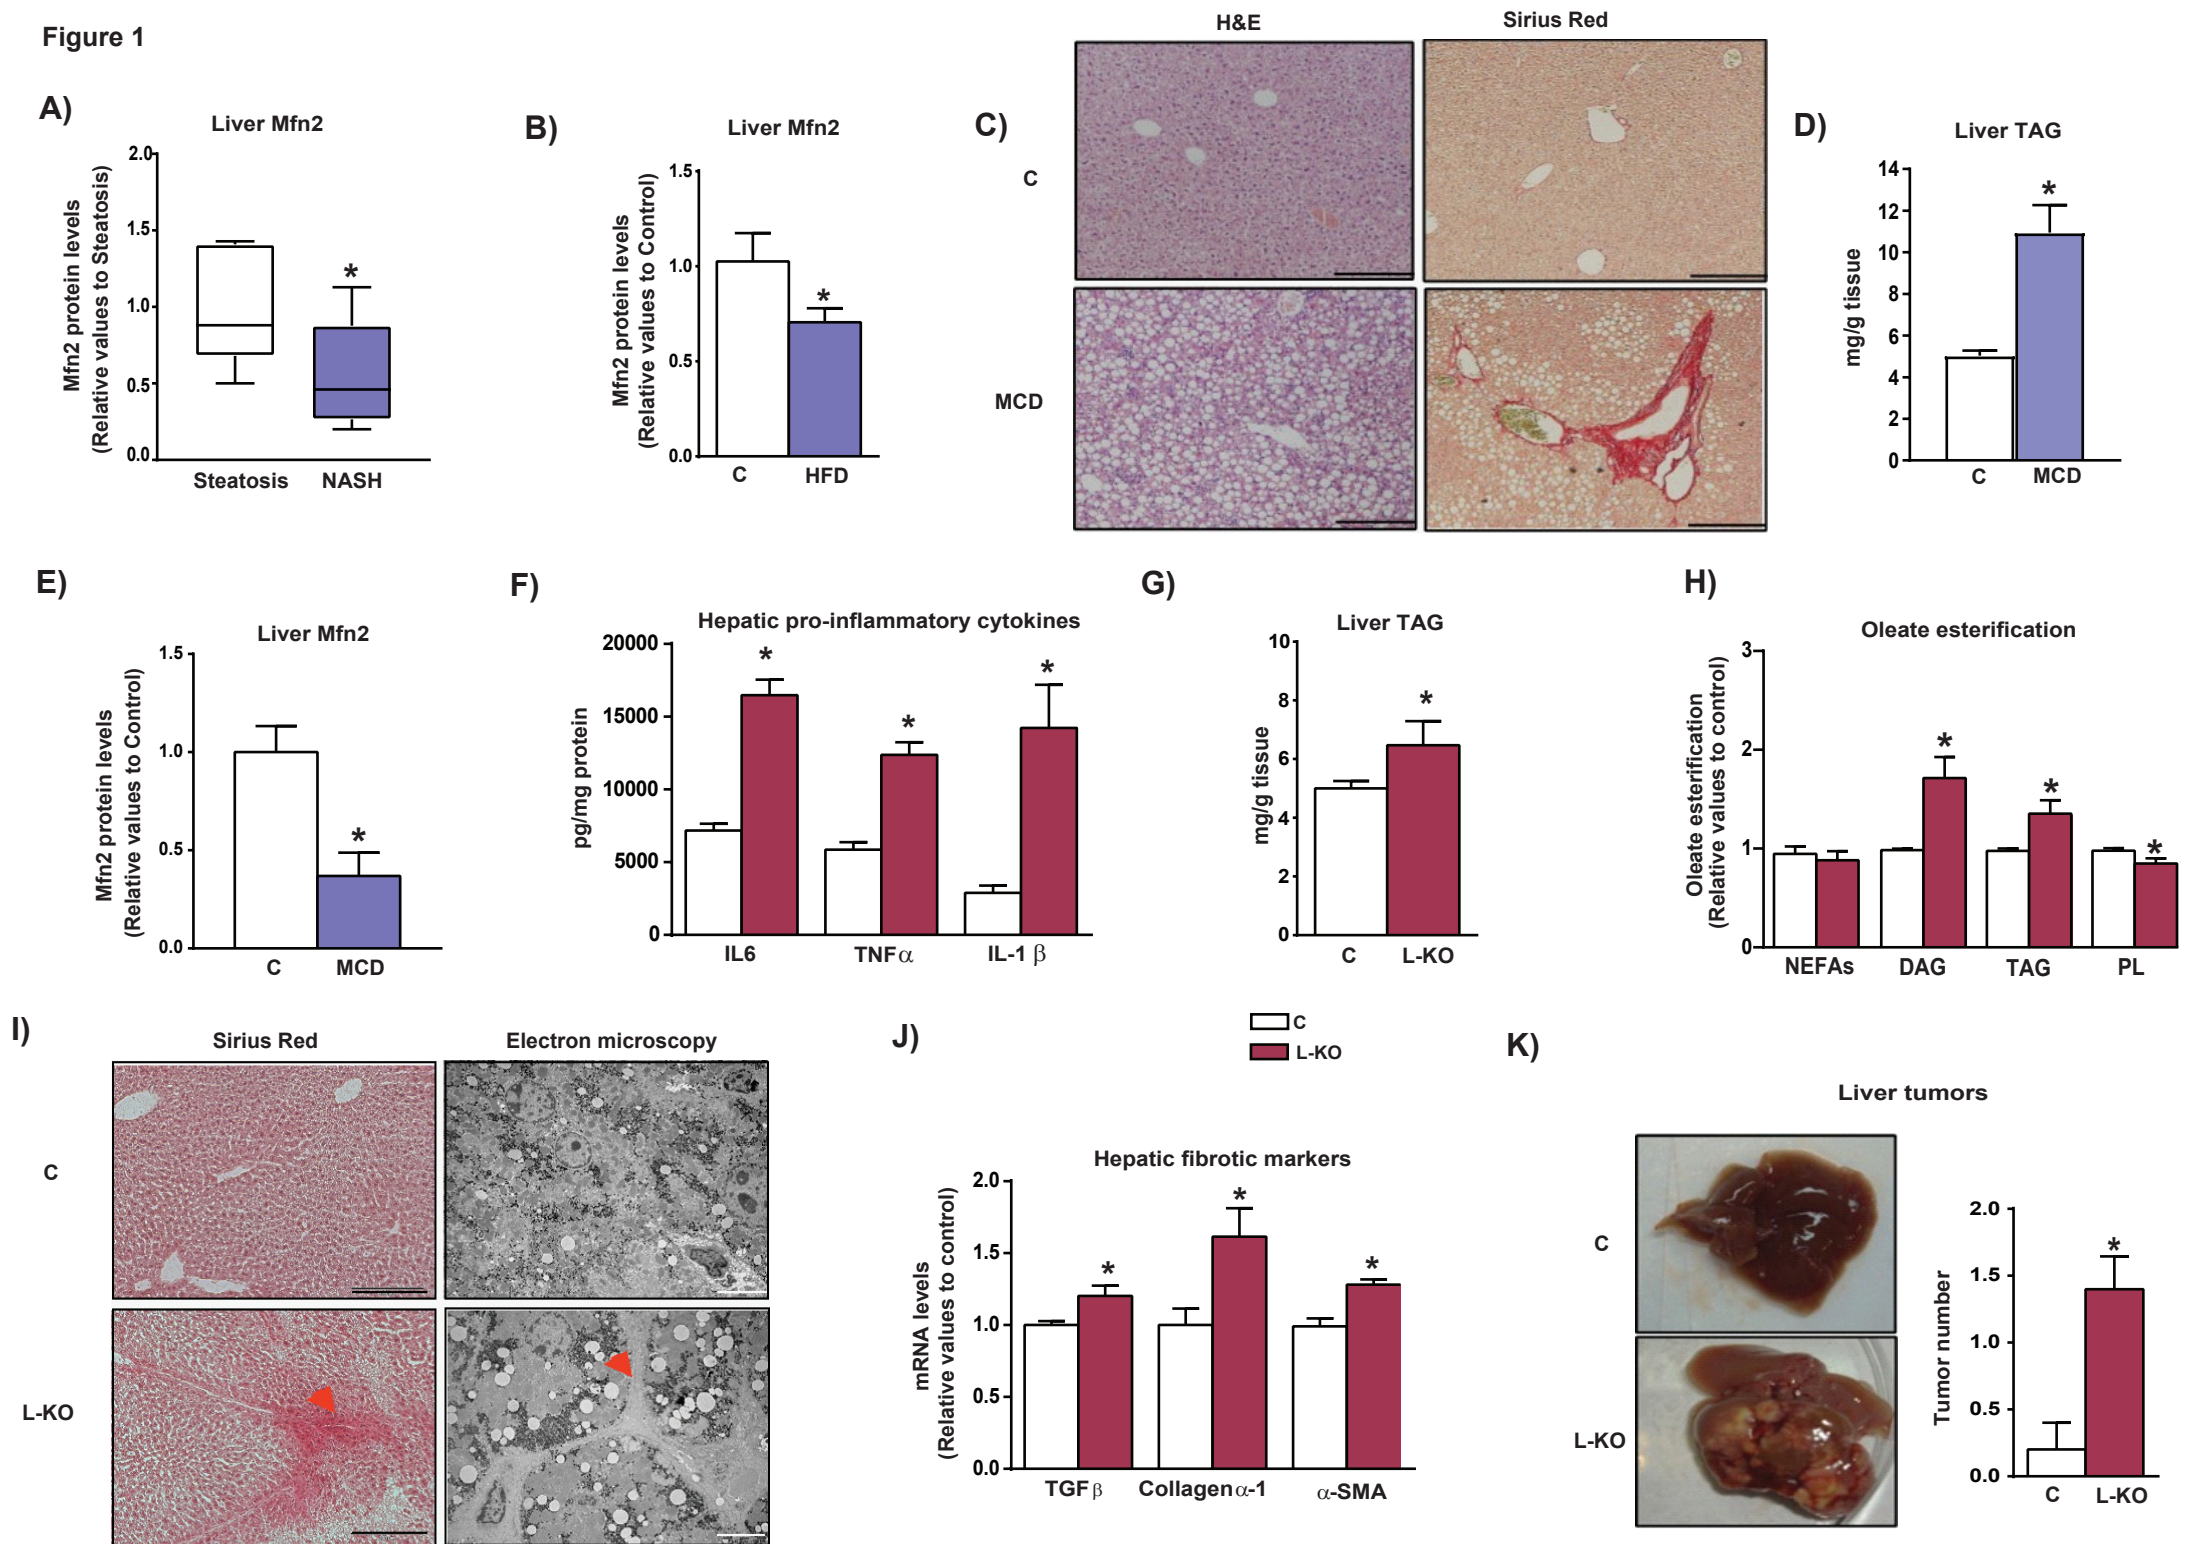 Figure 1
A)
Liver Mfn2
Mfn2 protein levels
(Relative values to Steatosis)
2.0
1.5
1.0
0.5
0.0
*
Steatosis NASH
B)
Liver Mfn2
Mfn2 protein levels
(Relative values to Control)
1.5
1.0
0.5
0.0
*
C HFD
C)
H&E Sirius Red
C
MCD
D)
Liver TAG
mg/g tissue
14
12
10
8
6
4
2
0
*
C MCD
E)
Liver Mfn2
Mfn2 protein levels
(Relative values to Control)
1.5
1.0
0.5
0.0
*
C MCD
F)
Hepatic pro-inflammatory cytokines
pg/mg protein
20000
15000
10000
5000
0
* * *
IL6 TNFα IL-1 β
G)
Liver TAG
mg/g tissue
10
8
6
4
2
0
*
C L-KO
H)
Oleate esterification
Oleate esterification
(Relative values to control)
3
2
1
0
* * *
NEFAs DAG TAG PL
C
L-KO
I)
Sirius Red Electron microscopy
C
L-KO
J)
Hepatic fibrotic markers
mRNA levels
(Relative values to control)
2.0
1.5
1.0
0.5
0.0
* * *
TGFβ Collagenα-1 α-SMA
K)
Liver tumors
C
L-KO
Tumor number
2.0
1.5
1.0
0.5
0.0
*
C L-KO